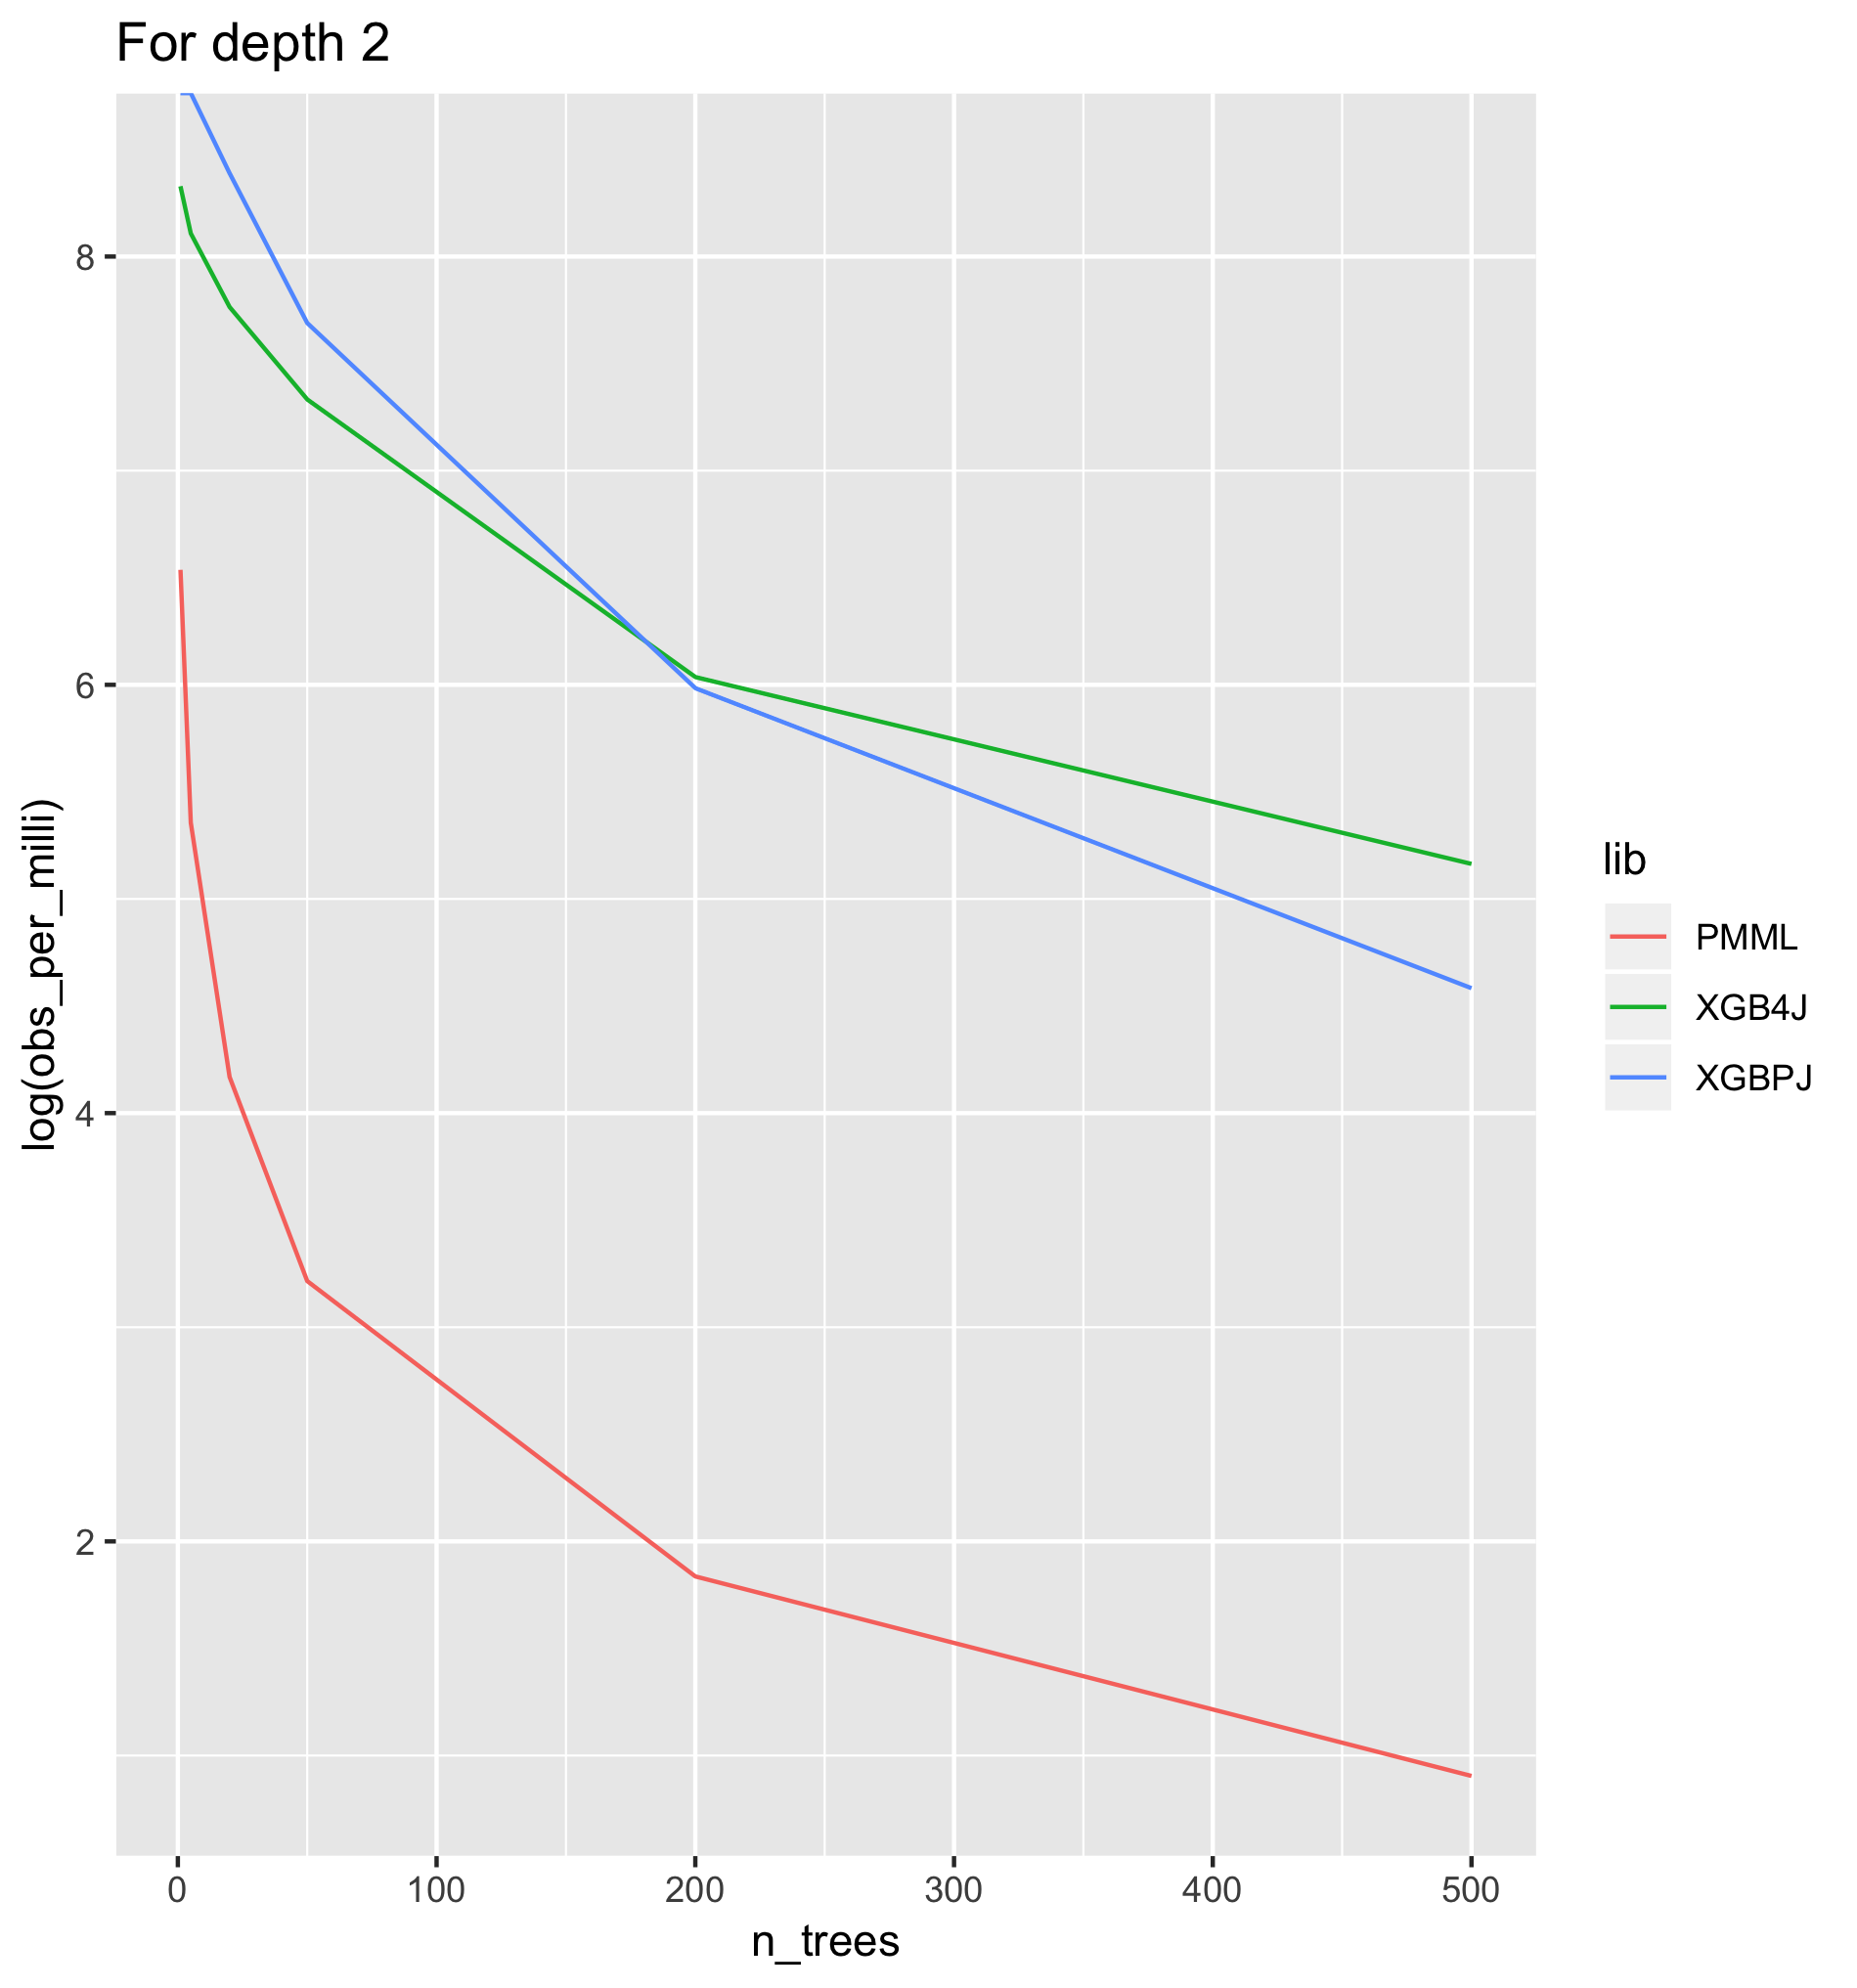 For depth 2
log(obs_per_milli)
8
6
4
2
0 100 200 300 400 500
n_trees
lib
PMML
XGB4J
XGBPJ